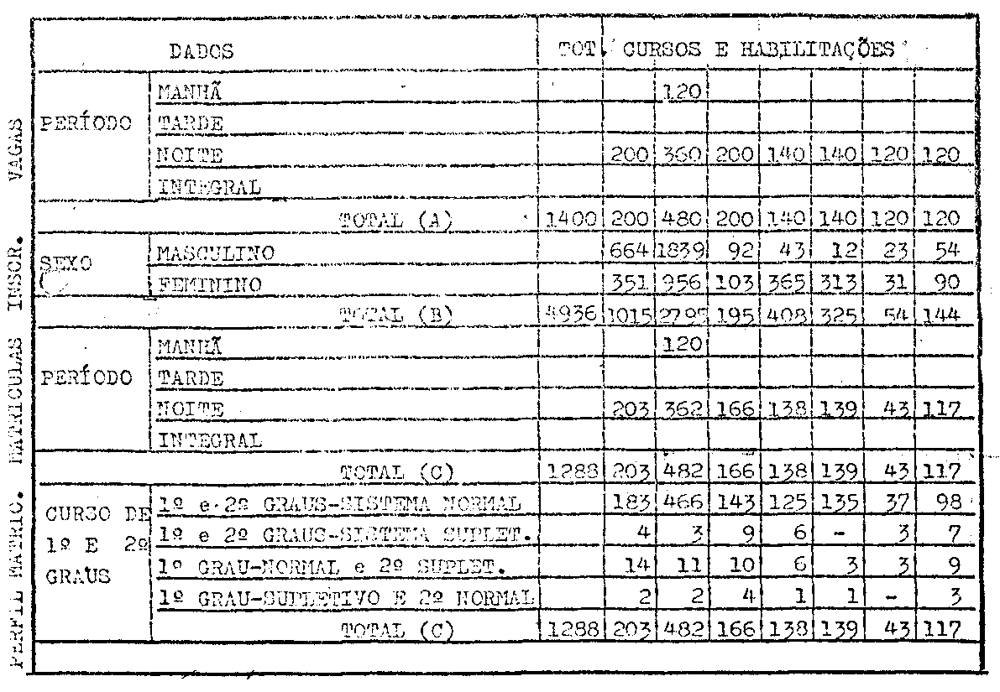 DADOS TOT. CURSOS E HABILITAÇÕES
VAGAS
PERÍODO
MANHÃ 120
TARDE
NOITE 200 360 200 140 140 120 120
INTEGRAL
TOTAL (A) 1400 200 480 200 140 140 120 120
INSCR.
SEXO
MASCULINO 664 1839 92 43 12 23 54
FEMININO 351 956 103 365 313 31 90
TOTAL (B) 4936 1015 2795 195 408 325 54 144
MATRICULAS
PERÍODO
MANHÃ 120
TARDE
NOITE 203 362 166 138 139 43 117
INTEGRAL
TOTAL (C) 1288 203 482 166 138 139 43 117
PERFIL MATRIC.
CURSO DE
1º E 2º
GRAUS
1º e 2º GRAUS-SISTEMA NORMAL 183 466 143 125 135 37 98
1º e 2º GRAUS-SISTEMA SUPLET. 4 3 9 6 - 3 7
1º GRAU-NORMAL e 2º SUPLET. 14 11 10 6 3 3 9
1º GRAU-SUPLETIVO E 2º NORMAL 2 2 4 1 1 - 3
TOTAL (C) 1288 203 482 166 138 139 43 117